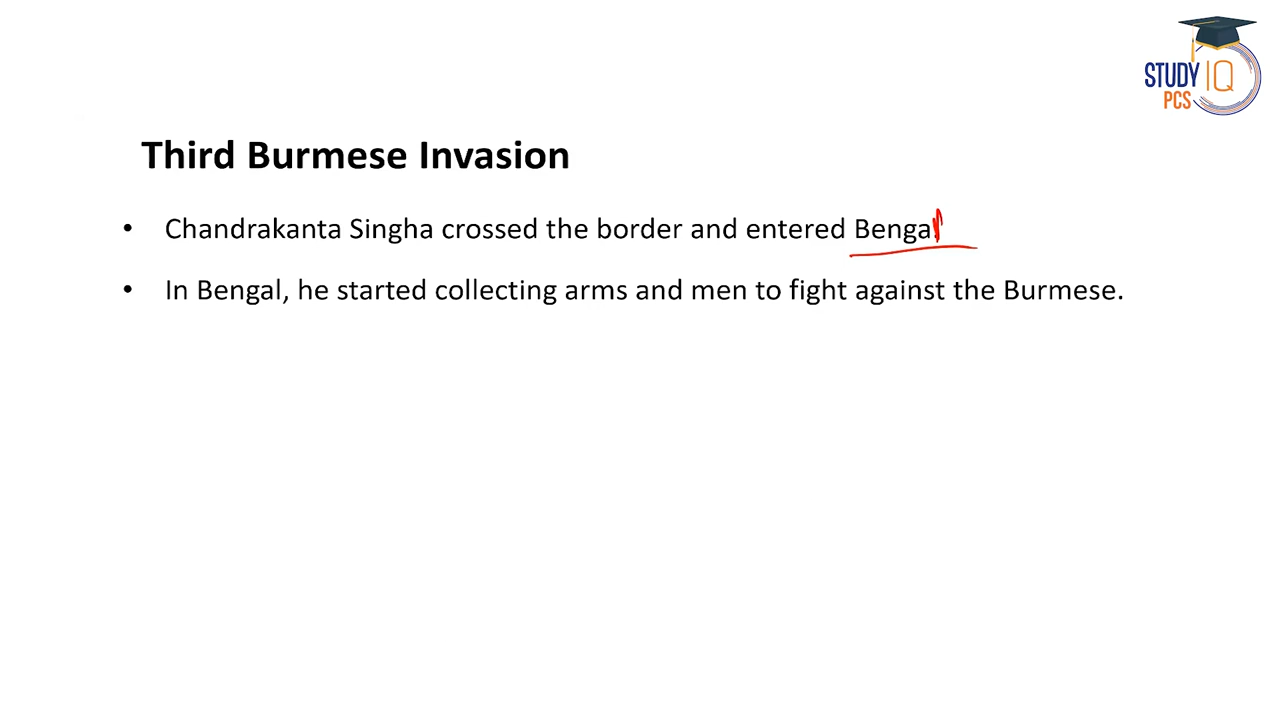 STUDY IQ
PCS
Third Burmese Invasion
• Chandrakanta Singha crossed the border and entered Bengal
• In Bengal, he started collecting arms and men to fight against the Burmese.